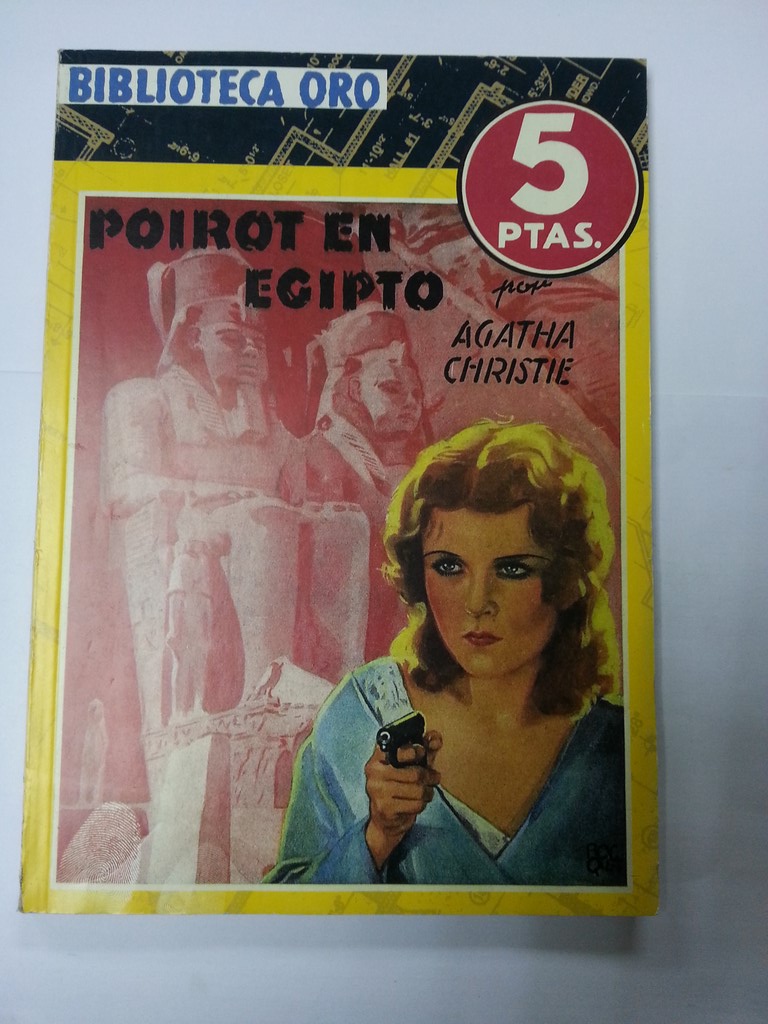 BIBLIOTECA ORO
5
PTAS.
POIROT EN
EGIPTO
por
AGATHA
CHRISTIE